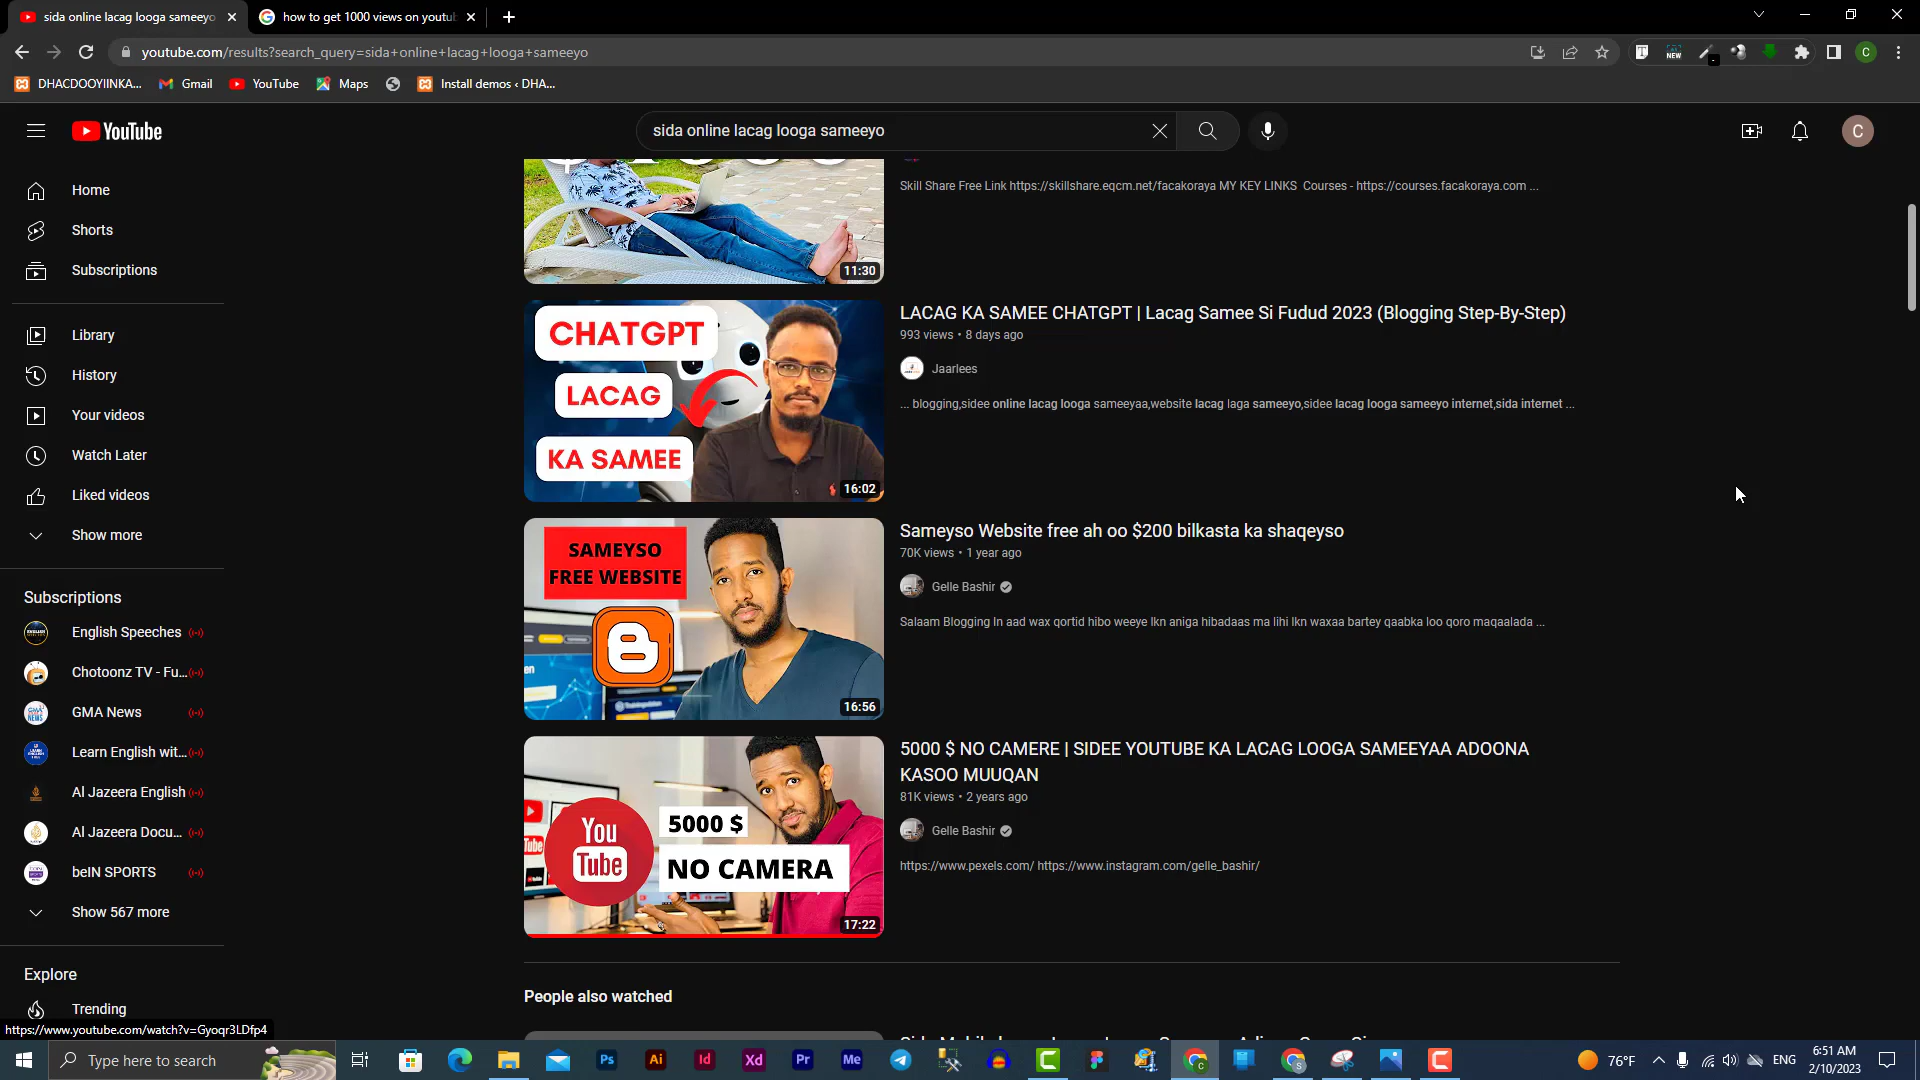 sida online lacag looga sameeyo
how to get 1000 views on youtub
youtube.com/results?search_query=sida+online+lacag+looga+sameeyo
NEW
C
DHACDOOYIINKA...
Gmail
YouTube
Maps
Install demos ‹ DHA...
YouTube
sida online lacag looga sameeyo
C
Home
Shorts
Subscriptions
Library
History
Your videos
Watch Later
Liked videos
Show more
Subscriptions
English Speeches
Chotoonz TV - Fu...
GMA News
Learn English wit...
Al Jazeera English
Al Jazeera Docu...
beIN SPORTS
Show 567 more
Explore
Trending
11:30
Skill Share Free Link https://skillshare.eqcm.net/facakoraya MY KEY LINKS Courses - https://courses.facakoraya.com ...
CHATGPT
LACAG
KA SAMEE
16:02
LACAG KA SAMEE CHATGPT | Lacag Samee Si Fudud 2023 (Blogging Step-By-Step)
993 views • 8 days ago
Jaarlees
... blogging,sidee online lacag looga sameeyaa,website lacag laga sameeyo,sidee lacag looga sameeyo internet,sida internet ...
SAMEYSO
FREE WEBSITE
16:56
Sameyso Website free ah oo $200 bilkasta ka shaqeyso
70K views • 1 year ago
Gelle Bashir
Salaam Blogging In aad wax qortid hibo weeye lkn aniga hibadaas ma lihi lkn waxaa bartey qaabka loo qoro maqaalada ...
You
Tube
5000 $
NO CAMERA
17:22
5000 $ NO CAMERE | SIDEE YOUTUBE KA LACAG LOOGA SAMEEYAA ADOONA
KASOO MUUQAN
81K views • 2 years ago
Gelle Bashir
https://www.pexels.com/ https://www.instagram.com/gelle_bashir/
People also watched
https://www.youtube.com/watch?v=Gyoqr3LDfp4
Type here to search
Ps
Ai
Id
Xd
Pr
Me
76°F
ENG
6:51 AM
2/10/2023